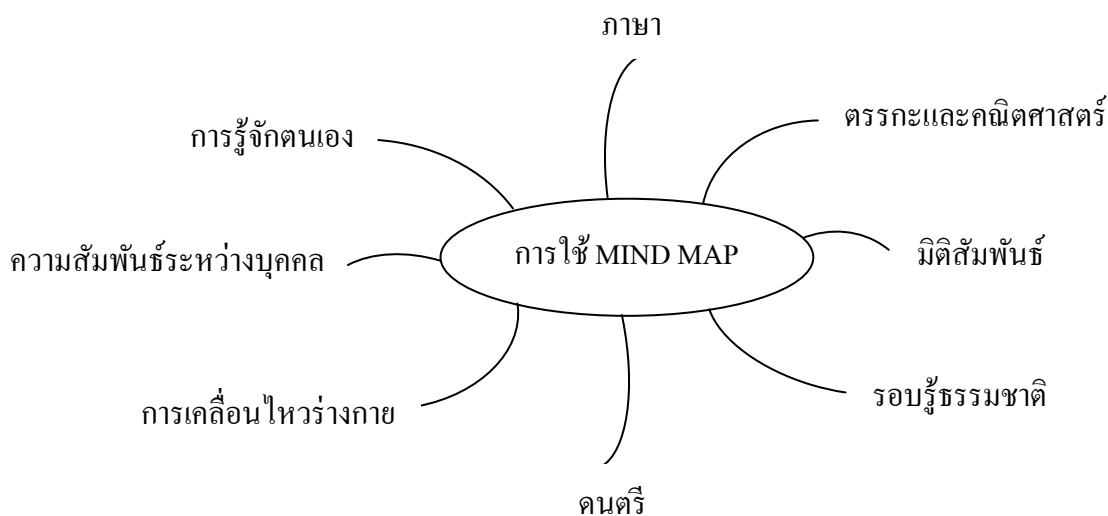 ภาษา
ตรรกะและคณิตศาสตร์
การรู้จักตนเอง
การใช้ MIND MAP
มิติสัมพันธ์
ความสัมพันธ์ระหว่างบุคคล
รอบรู้ธรรมชาติ
การเคลื่อนไหวร่างกาย
ดนตรี